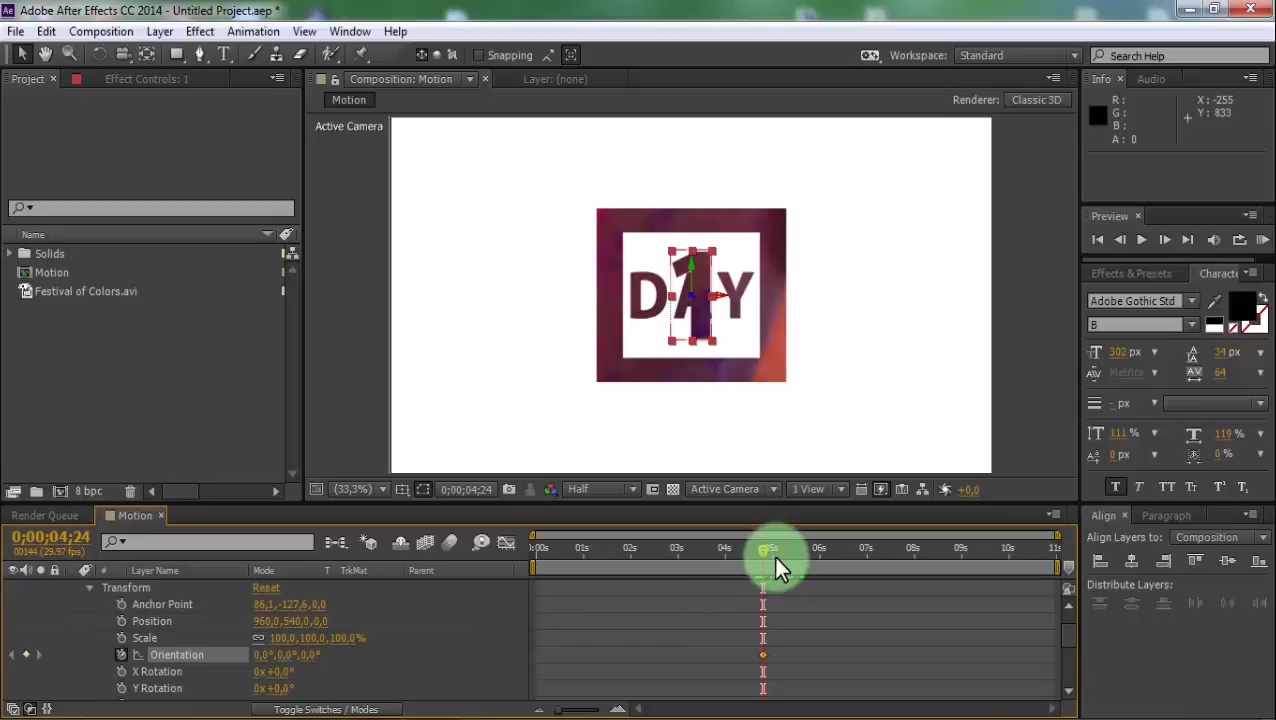 Adobe After Effects CC 2014 - Untitled Project.aep *
File Edit Composition Layer Effect Animation View Window Help
Snapping
Workspace: Standard
Search Help
Project
Effect Controls: 1
Composition: Motion
Layer: (none)
Info
Audio
Motion
Renderer: Classic 3D
Active Camera
R :
G :
B :
A : 0
X : -255
Y : 833
D A Y
1
Name
Solids
Motion
Festival of Colors.avi
8 bpc
Preview
Effects & Presets
Characte
Adobe Gothic Std
B
302 px
34 px
Metrics
64
- px
111 %
119 %
0 px
0 %
T T TT Tt T¹ T₁
(33,3%)
0;00;04;24
Half
Active Camera
1 View
+0,0
Render Queue
Motion
0;00;04;24
00144 (29.97 fps)
:00s 01s 02s 03s 04s 05s 06s 07s 08s 09s 10s 11s
# Layer Name Mode T TrkMat Parent
Transform Reset
Anchor Point 86,1,-127,6,0,0
Position 960,0,540,0,0,0
Scale 100,0,100,0,100,0%
Orientation 0,0°,0,0°,0,0°
X Rotation 0x+0,0°
Y Rotation 0x+0,0°
Toggle Switches / Modes
Align
Paragraph
Align Layers to: Composition
Distribute Layers: